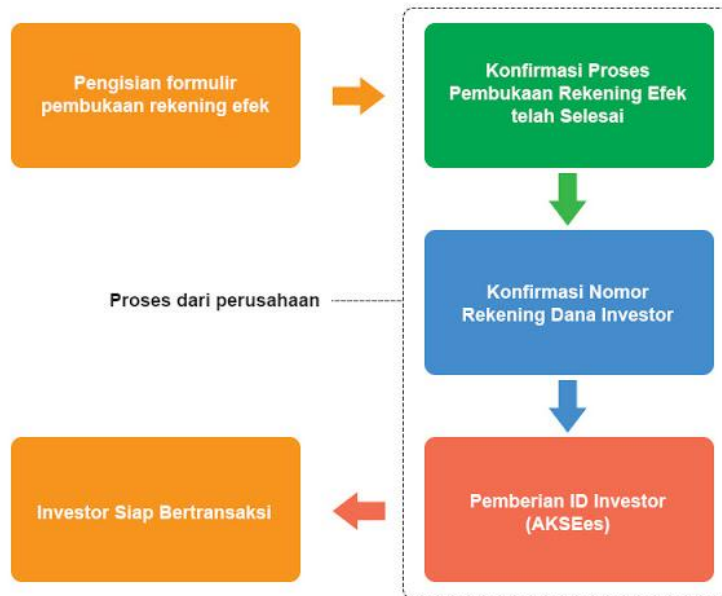 Pengisian formulir
pembukaan rekening efek
Konfirmasi Proses
Pembukaan Rekening Efek
telah Selesai
Konfirmasi Nomor
Rekening Dana Investor
Proses dari perusahaan
Pemberian ID Investor
(AKSEes)
Investor Siap Bertransaksi